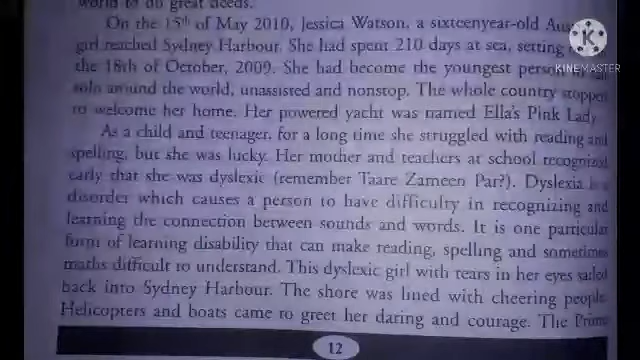 world to do great deeds.
On the 15th of May 2010, Jessica Watson, a sixteenyear-old
girl reached Sydney Harbour. She had spent 210 days at sea, setting
the 18th of October, 2009. She had become the youngest
solo around the world, unassisted and nonstop. The whole country stopped
to welcome her home. Her powered yacht was named Ella's Pink Lady
As a child and teenager, for a long time she struggled with reading and
spelling, but she was lucky. Her mother and teachers at school recognized
early that she was dyslexic (remember Taare Zameen Par?). Dyslexia is a
disorder which causes a person to have difficulty in recognizing and
learning the connection between sounds and words. It is one particular
form of learning disability that can make reading, spelling and sometimes
maths difficult to understand. This dyslexic girl with tears in her eyes sailed
back into Sydney Harbour. The shore was lined with cheering people
Helicopters and boats came to greet her daring and courage. The Prime
12
KINEMASTER